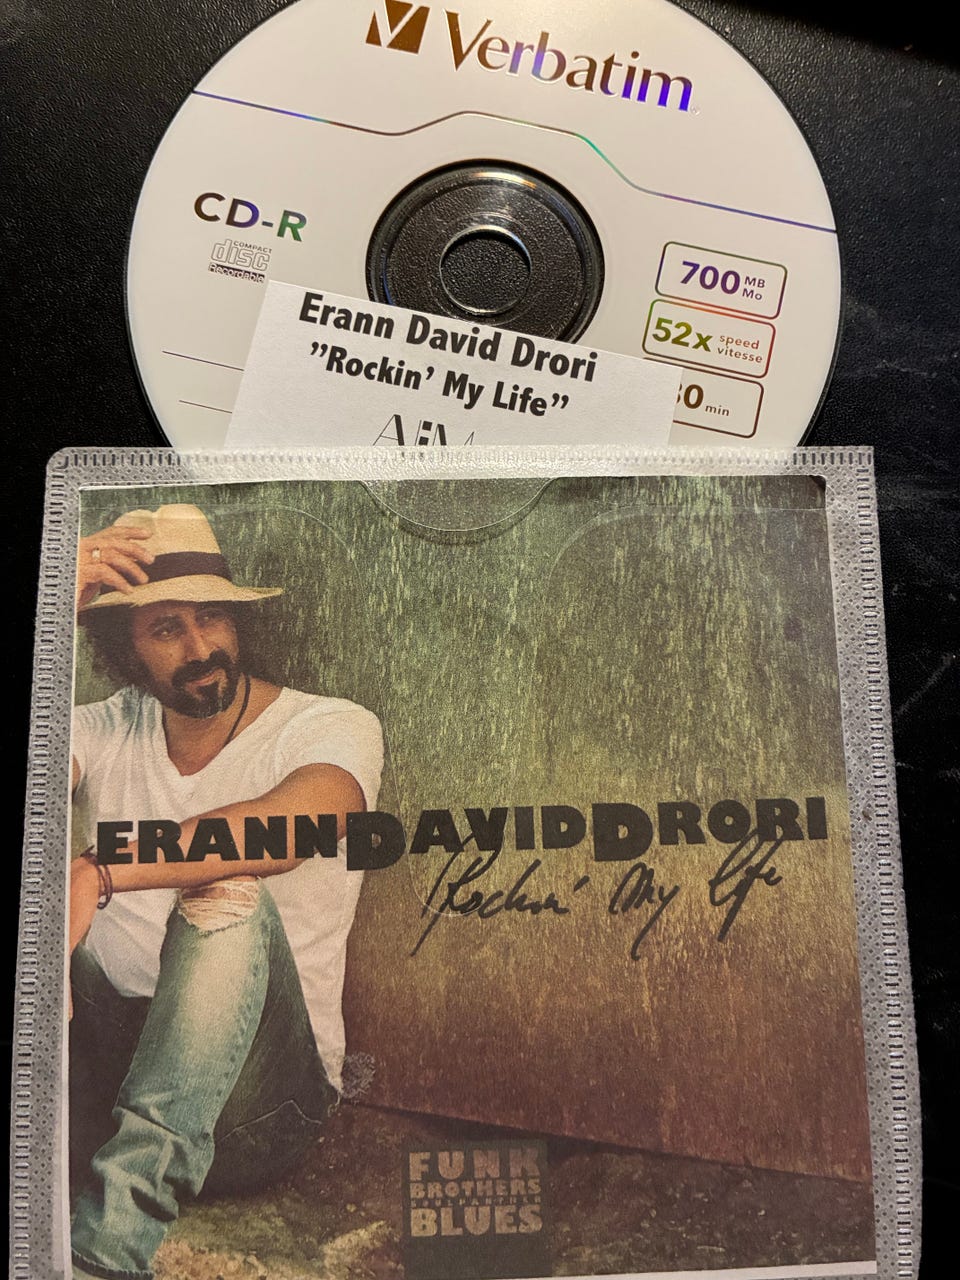 Verbatim
CD-R
COMPACT
disc
Recordable
700 MB
Mo
52x speed
vitesse
min
Erann David Drori
”Rockin’ My Life”
ERANNDAVIDDRORI
Rockin' My life
FUNK
BROTHERS
BLUES